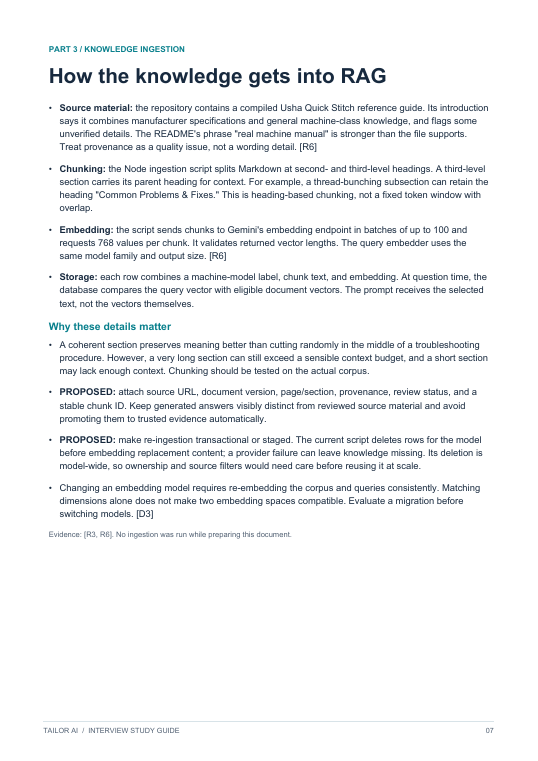 PART 3 / KNOWLEDGE INGESTION
How the knowledge gets into RAG
• Source material: the repository contains a compiled Usha Quick Stitch reference guide. Its introduction
says it combines manufacturer specifications and general machine-class knowledge, and flags some
unverified details. The README's phrase "real machine manual" is stronger than the file supports.
Treat provenance as a quality issue, not a wording detail. [R6]
• Chunking: the Node ingestion script splits Markdown at second- and third-level headings. A third-level
section carries its parent heading for context. For example, a thread-bunching subsection can retain the
heading "Common Problems & Fixes." This is heading-based chunking, not a fixed token window with
overlap.
• Embedding: the script sends chunks to Gemini's embedding endpoint in batches of up to 100 and
requests 768 values per chunk. It validates returned vector lengths. The query embedder uses the
same model family and output size. [R6]
• Storage: each row combines a machine-model label, chunk text, and embedding. At question time, the
database compares the query vector with eligible document vectors. The prompt receives the selected
text, not the vectors themselves.
Why these details matter
• A coherent section preserves meaning better than cutting randomly in the middle of a troubleshooting
procedure. However, a very long section can still exceed a sensible context budget, and a short section
may lack enough context. Chunking should be tested on the actual corpus.
• PROPOSED: attach source URL, document version, page/section, provenance, review status, and a
stable chunk ID. Keep generated answers visibly distinct from reviewed source material and avoid
promoting them to trusted evidence automatically.
• PROPOSED: make re-ingestion transactional or staged. The current script deletes rows for the model
before embedding replacement content; a provider failure can leave knowledge missing. Its deletion is
model-wide, so ownership and source filters would need care before reusing it at scale.
• Changing an embedding model requires re-embedding the corpus and queries consistently. Matching
dimensions alone does not make two embedding spaces compatible. Evaluate a migration before
switching models. [D3]
Evidence: [R3, R6]. No ingestion was run while preparing this document.
TAILOR AI / INTERVIEW STUDY GUIDE
07